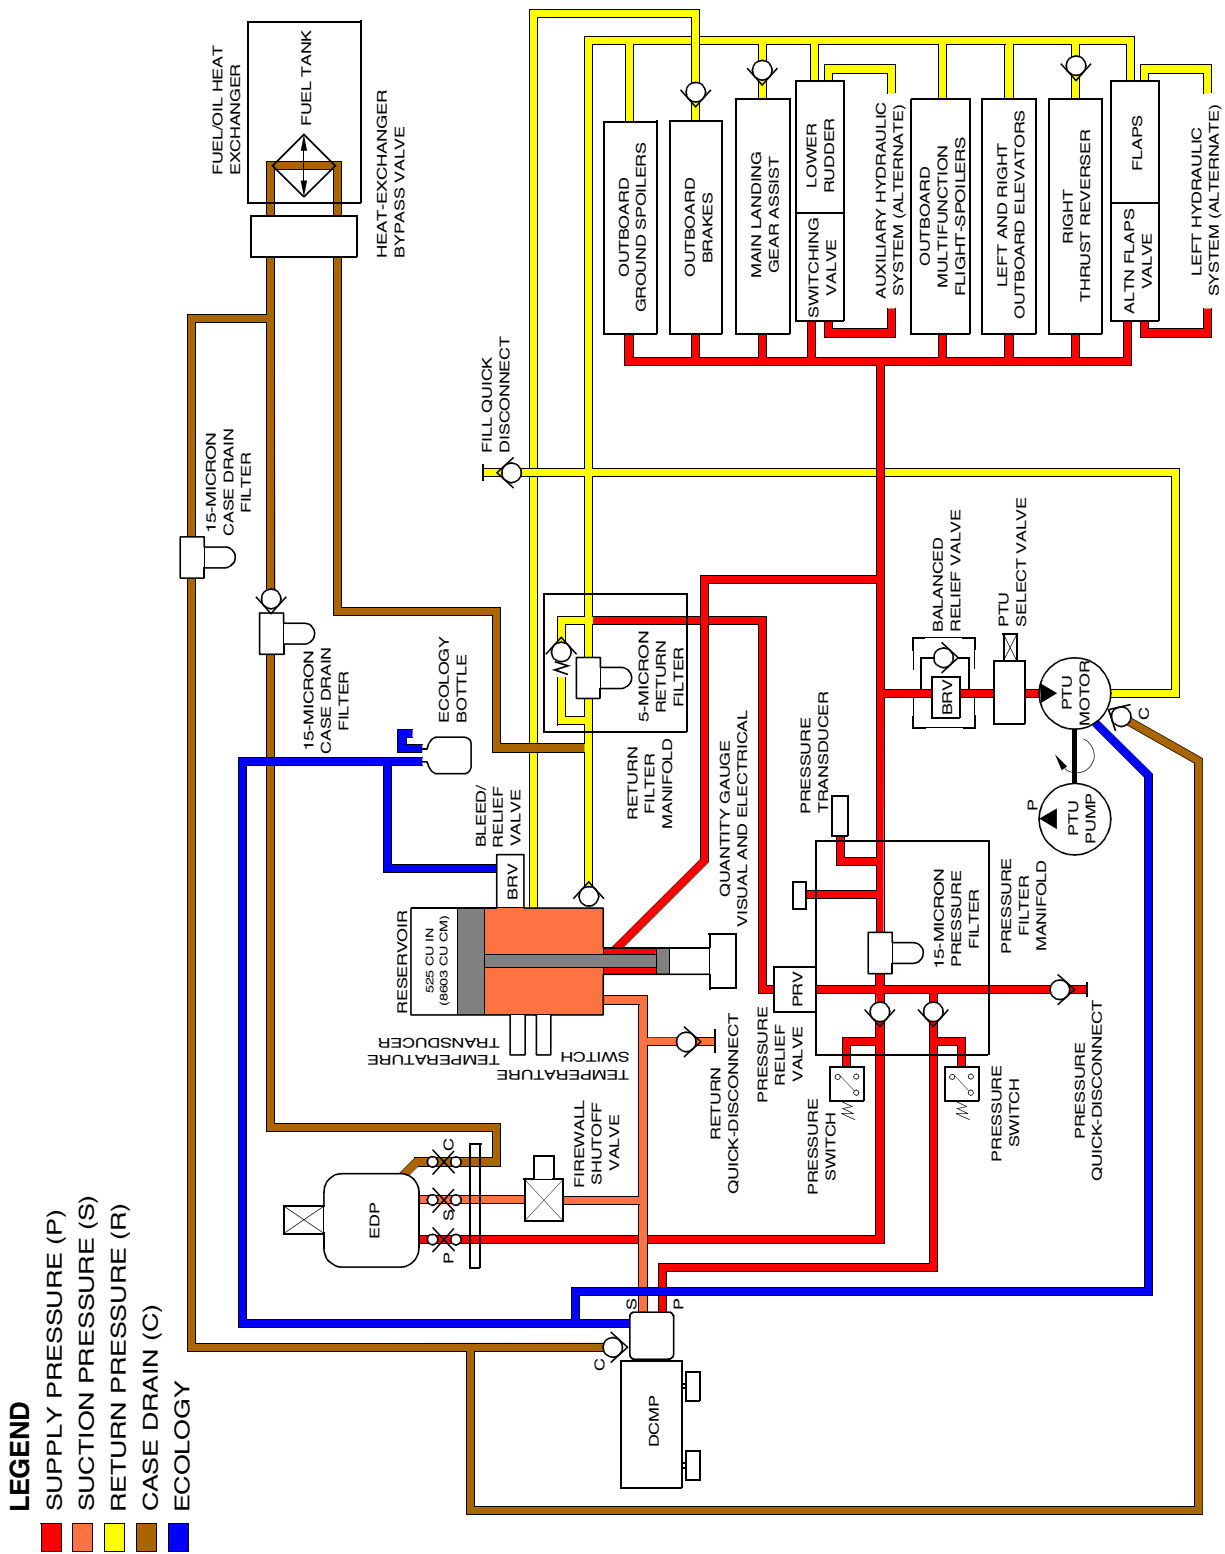 LEGEND
SUPPLY PRESSURE (P)
SUCTION PRESSURE (S)
RETURN PRESSURE (R)
CASE DRAIN (C)
ECOLOGY
FUEL/OIL HEAT
EXCHANGER
FUEL TANK
HEAT-EXCHANGER
BYPASS VALVE
15-MICRON
CASE DRAIN
FILTER
15-MICRON
CASE DRAIN
FILTER
ECOLOGY
BOTTLE
BLEED/
RELIEF
VALVE
BRV
RESERVOIR
525 CU IN
(8603 CU CM)
TEMPERATURE
TRANSDUCER
TEMPERATURE
SWITCH
EDP
P
S
C
FIREWALL
SHUTOFF
VALVE
RETURN
QUICK-DISCONNECT
DCMP
C
S
P
FILL QUICK
DISCONNECT
5-MICRON
RETURN
FILTER
RETURN
FILTER
MANIFOLD
QUANTITY GAUGE
VISUAL AND ELECTRICAL
PRESSURE
RELIEF
VALVE
PRV
PRESSURE
TRANSDUCER
15-MICRON
PRESSURE
FILTER
PRESSURE
FILTER
MANIFOLD
PRESSURE
SWITCH
PRESSURE
SWITCH
PRESSURE
QUICK-DISCONNECT
BALANCED
RELIEF VALVE
BRV
PTU
SELECT VALVE
PTU
MOTOR
C
P
PTU
PUMP
OUTBOARD
GROUND SPOILERS
OUTBOARD
BRAKES
MAIN LANDING
GEAR ASSIST
SWITCHING
VALVE
LOWER
RUDDER
AUXILIARY HYDRAULIC
SYSTEM (ALTERNATE)
OUTBOARD
MULTIFUNCTION
FLIGHT-SPOILERS
LEFT AND RIGHT
OUTBOARD ELEVATORS
RIGHT
THRUST REVERSER
ALTN FLAPS
VALVE
FLAPS
LEFT HYDRAULIC
SYSTEM (ALTERNATE)